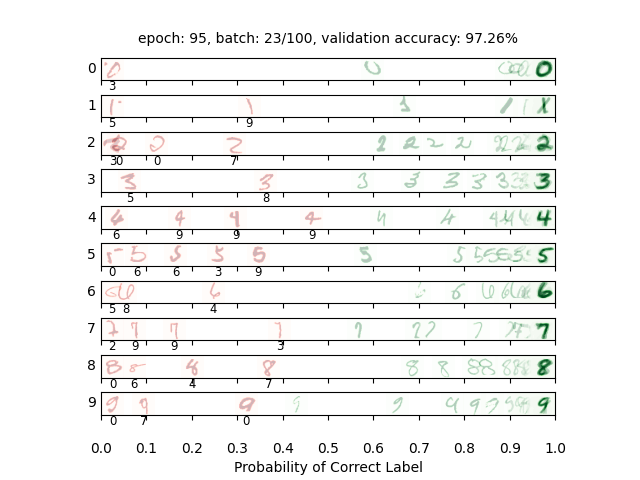 epoch: 95, batch: 23/100, validation accuracy: 97.26%
0
3
1
5 9
2
30 0 7
3
5 8
4
6 9 9 9
5
0 6 6 3 9
6
5 8 4
7
2 9 9 3
8
0 6 4 7
9
0 7 0
0.0 0.1 0.2 0.3 0.4 0.5 0.6 0.7 0.8 0.9 1.0
Probability of Correct Label